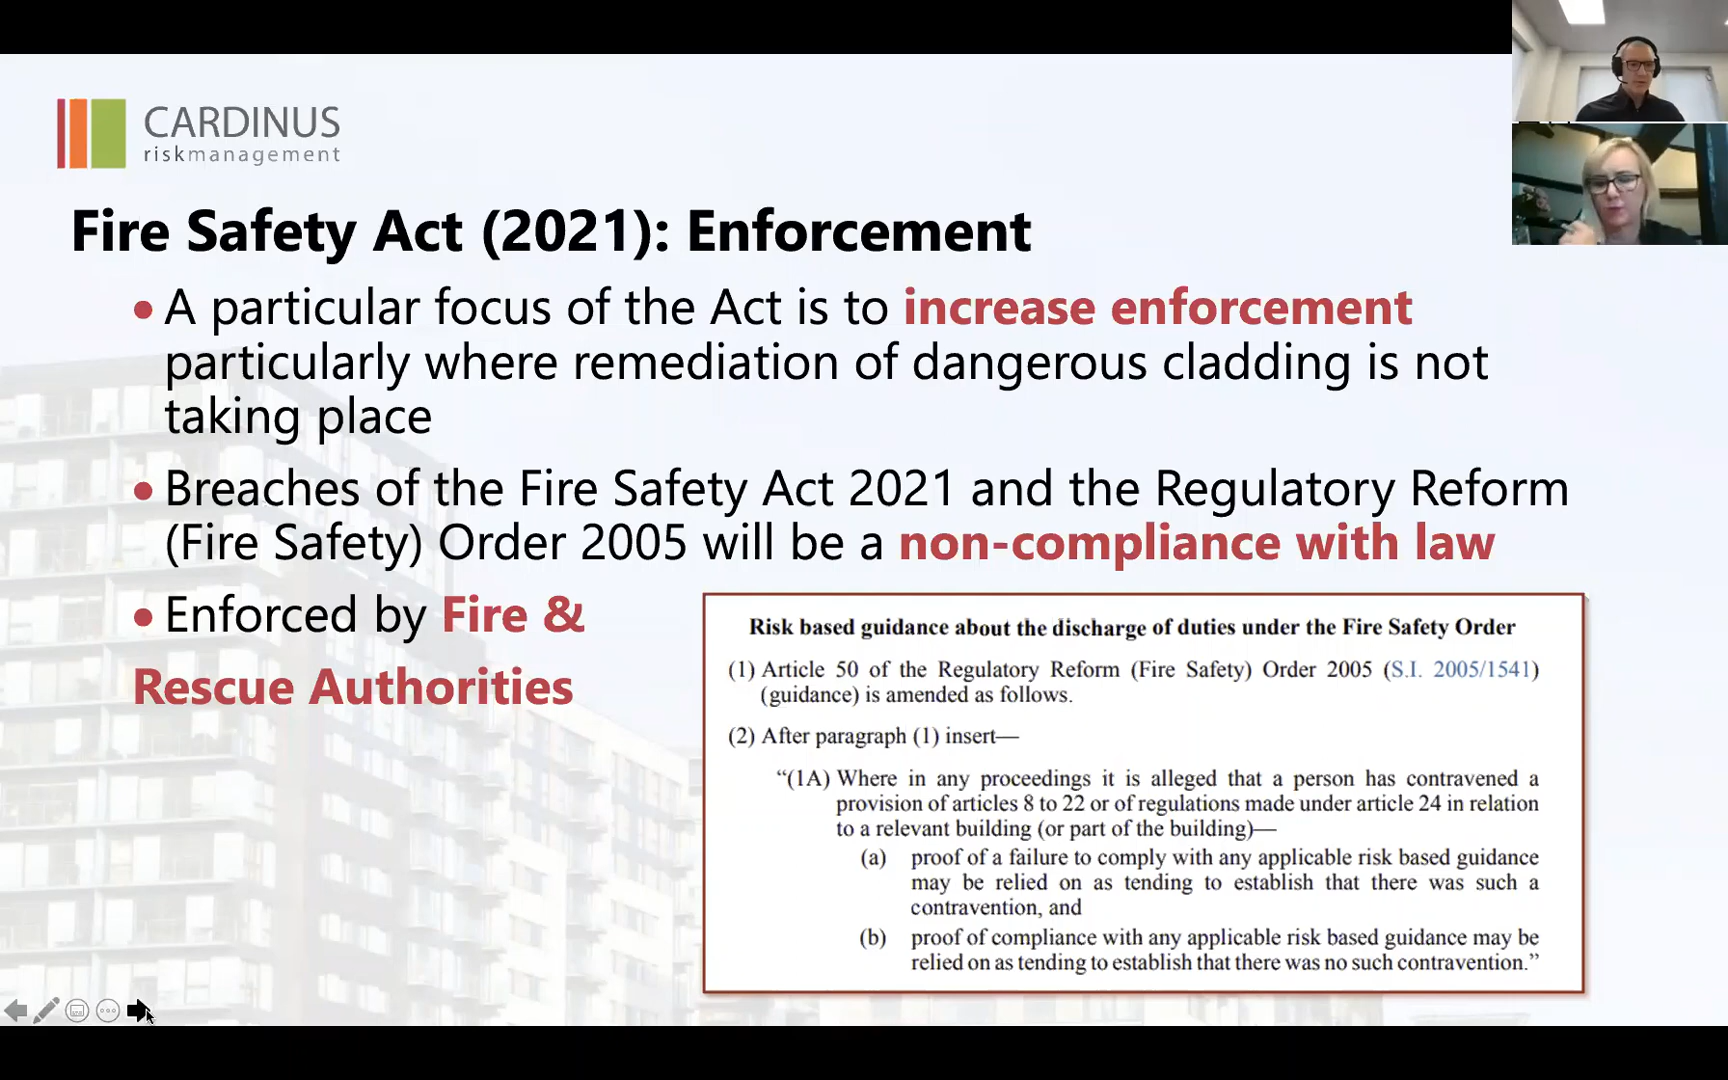 CARDINUS
riskmanagement
Fire Safety Act (2021): Enforcement
• A particular focus of the Act is to increase enforcement
particularly where remediation of dangerous cladding is not
taking place
• Breaches of the Fire Safety Act 2021 and the Regulatory Reform
(Fire Safety) Order 2005 will be a non-compliance with law
• Enforced by Fire &
Rescue Authorities
Risk based guidance about the discharge of duties under the Fire Safety Order
(1) Article 50 of the Regulatory Reform (Fire Safety) Order 2005 (S.I. 2005/1541)
(guidance) is amended as follows.
(2) After paragraph (1) insert—
“(1A) Where in any proceedings it is alleged that a person has contravened a
provision of articles 8 to 22 or of regulations made under article 24 in relation
to a relevant building (or part of the building)—
(a) proof of a failure to comply with any applicable risk based guidance
may be relied on as tending to establish that there was such a
contravention, and
(b) proof of compliance with any applicable risk based guidance may be
relied on as tending to establish that there was no such contravention.”